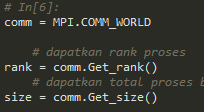 # In[6]:
comm = MPI.COMM_WORLD
# dapatkan rank proses
rank = comm.Get_rank()
# dapatkan total proses
size = comm.Get_size()